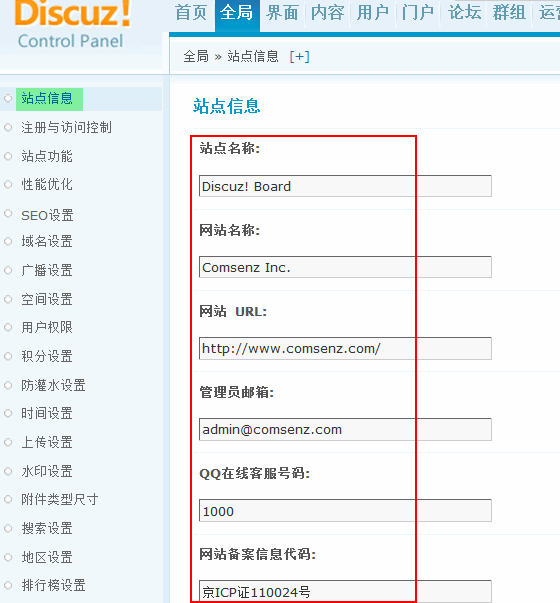 Discuz!
Control Panel
首页 全局 界面 内容 用户 门户 论坛 群组 运营
全局 » 站点信息 [+]
站点信息
注册与访问控制
站点功能
性能优化
SEO设置
域名设置
广播设置
空间设置
用户权限
积分设置
防灌水设置
时间设置
上传设置
水印设置
附件类型尺寸
搜索设置
地区设置
排行榜设置
站点信息
站点名称:
Discuz! Board
网站名称:
Comsenz Inc.
网站 URL:
http://www.comsenz.com/
管理员邮箱:
admin@comsenz.com
QQ在线客服号码:
1000
网站备案信息代码:
京ICP证110024号